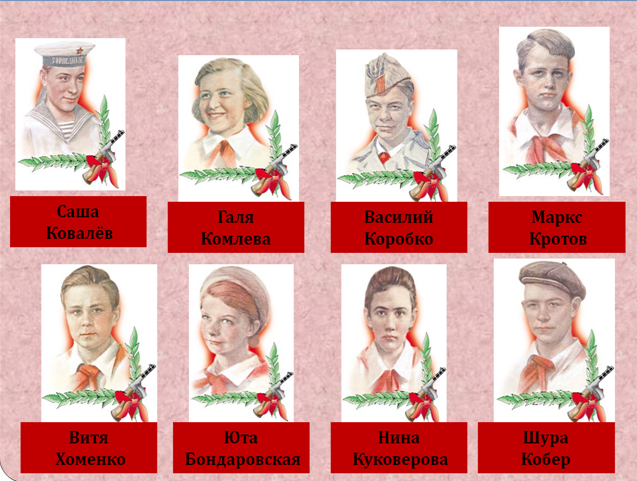 Саша
Ковалёв
Галя
Комлева
Василий
Коробко
Маркс
Кротов
Витя
Хоменко
Юта
Бондаровская
Нина
Куковерова
Шура
Кобер